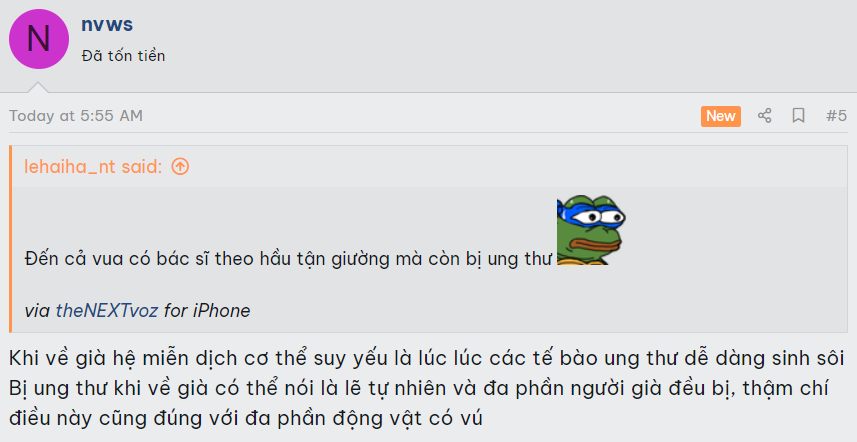 N
nvws
Đã tốn tiền
Today at 5:55 AM
New
#5
lehaiha_nt said:
Đến cả vua có bác sĩ theo hầu tận giường mà còn bị ung thư
via theNEXTvoz for iPhone
Khi về già hệ miễn dịch cơ thể suy yếu là lúc lúc các tế bào ung thư dễ dàng sinh sôi
Bị ung thư khi về già có thể nói là lẽ tự nhiên và đa phần người già đều bị, thậm chí
điều này cũng đúng với đa phần động vật có vú